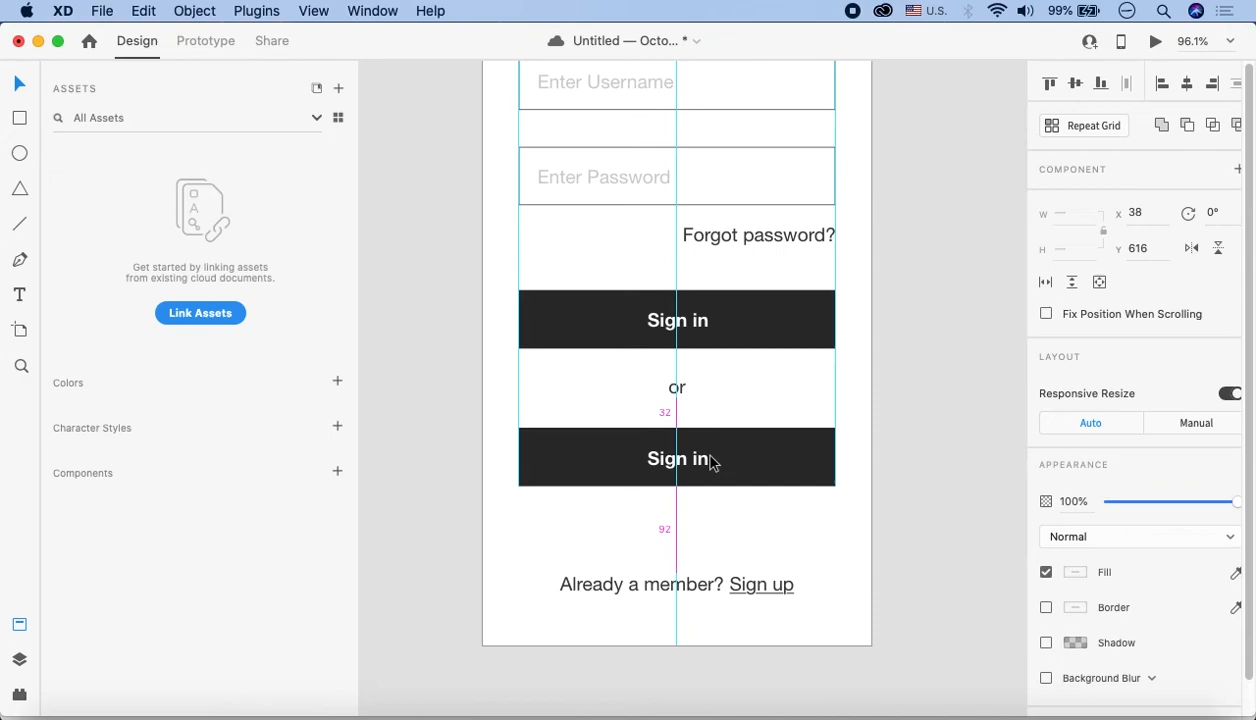 XD File Edit Object Plugins View Window Help U.S. 99%
Design Prototype Share Untitled — Octo... * 96.1%
ASSETS
All Assets
Get started by linking assets
from existing cloud documents.
Link Assets
Colors
Character Styles
Components
Enter Username
Enter Password
Forgot password?
Sign in
or
32
Sign in
92
Already a member? Sign up
Repeat Grid
COMPONENT
W X 38 0°
H Y 616
Fix Position When Scrolling
LAYOUT
Responsive Resize
Auto Manual
APPEARANCE
100%
Normal
Fill
Border
Shadow
Background Blur